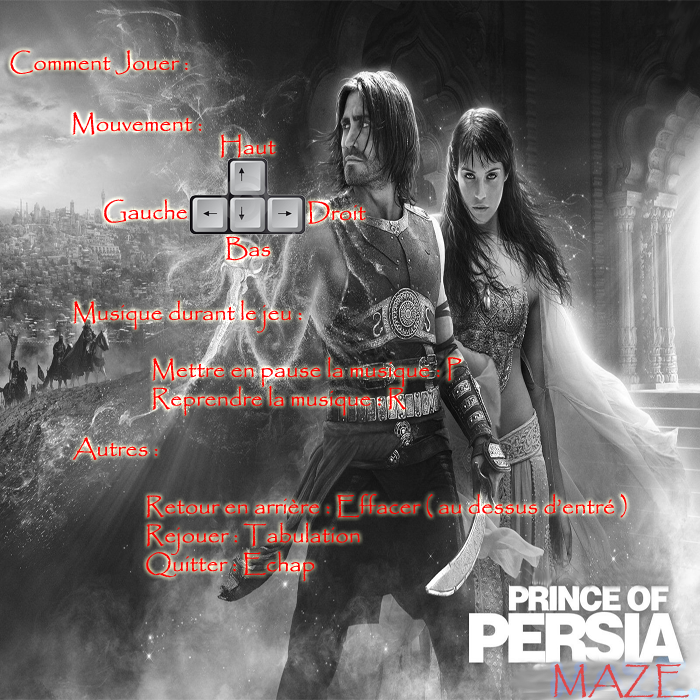 Comment Jouer :
Mouvement :
Haut
Gauche ← ↑ ↓ → Droit
Bas
Musique durant le jeu :
Mettre en pause la musique : P
Reprendre la musique : R
Autres :
Retour en arrière : Effacer ( au dessus d'entré )
Rejouer : Tabulation
Quitter : Echap
PRINCE OF
PERSIA
MAZE